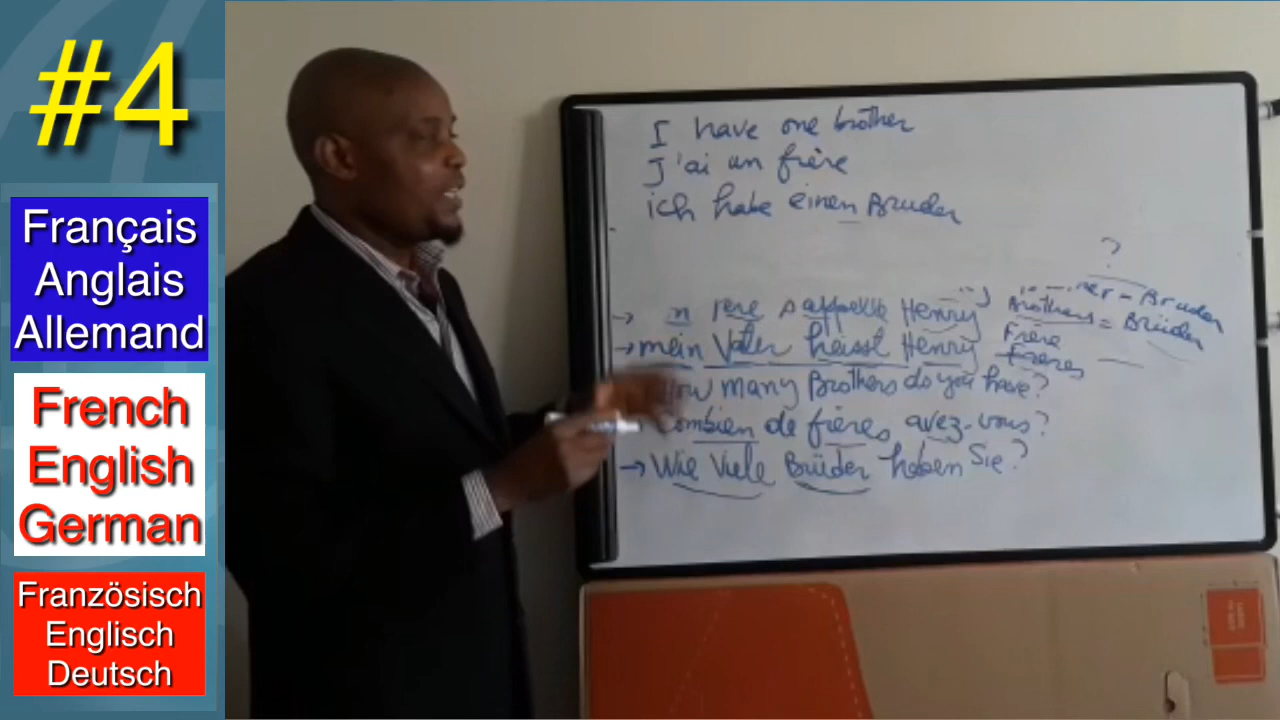 #4
Français
Anglais
Allemand
French
English
German
Französisch
Englisch
Deutsch
I have one brother
J'ai un frère
ich habe einen Bruder
?
Bruder
s'appelle Henry
Brothers = Brüder
→ mein Vater heisst Henry
Frère
Frères
How many Brothers do you have?
Combien de frères avez-vous?
→ Wie Viele Brüder haben Sie?